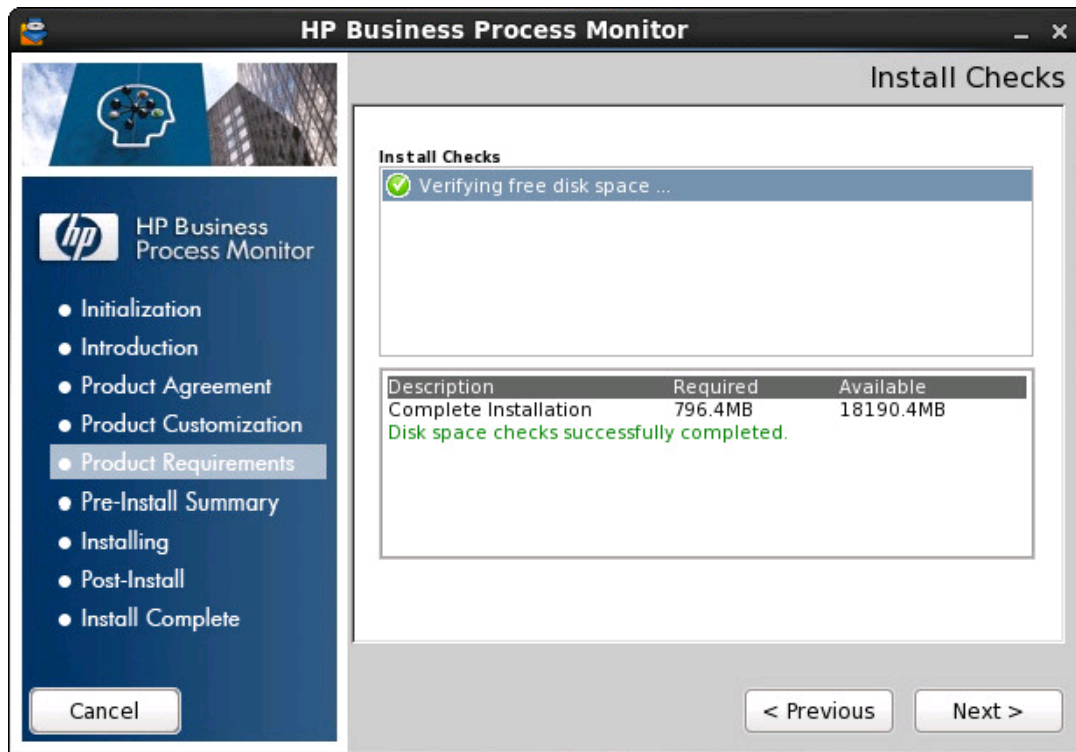 HP Business Process Monitor
Install Checks
hp
HP Business
Process Monitor
Initialization
Introduction
Product Agreement
Product Customization
Product Requirements
Pre-Install Summary
Installing
Post-Install
Install Complete
Install Checks
Verifying free disk space ...
Description Required Available
Complete Installation 796.4MB 18190.4MB
Disk space checks successfully completed.
Cancel
< Previous
Next >